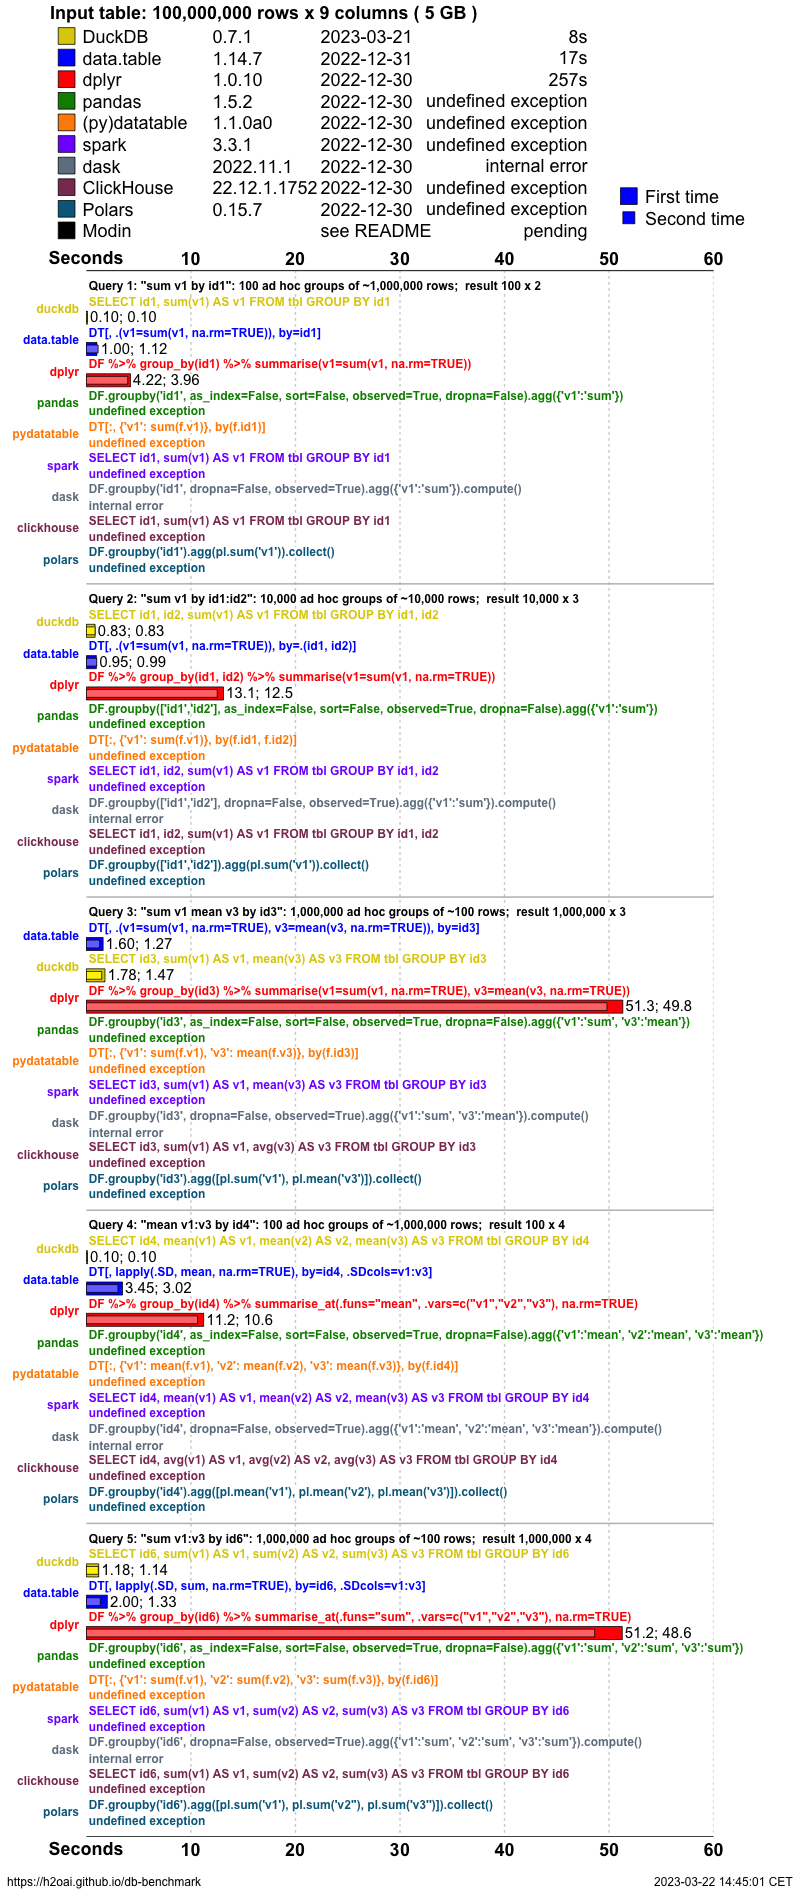 Input table: 100,000,000 rows x 9 columns ( 5 GB )
DuckDB 0.7.1 2023-03-21 8s
data.table 1.14.7 2022-12-31 17s
dplyr 1.0.10 2022-12-30 257s
pandas 1.5.2 2022-12-30 undefined exception
(py)datatable 1.1.0a0 2022-12-30 undefined exception
spark 3.3.1 2022-12-30 undefined exception
dask 2022.11.1 2022-12-30 internal error
ClickHouse 22.12.1.1752 2022-12-30 undefined exception
Polars 0.15.7 2022-12-30 undefined exception
Modin see README pending
First time
Second time
Seconds 10 20 30 40 50 60
Query 1: "sum v1 by id1": 100 ad hoc groups of ~1,000,000 rows;  result 100 x 2
duckdb SELECT id1, sum(v1) AS v1 FROM tbl GROUP BY id1
0.10; 0.10
data.table DT[, .(v1=sum(v1, na.rm=TRUE)), by=id1]
1.00; 1.12
dplyr DF %>% group_by(id1) %>% summarise(v1=sum(v1, na.rm=TRUE))
4.22; 3.96
pandas DF.groupby('id1', as_index=False, sort=False, observed=True, dropna=False).agg({'v1':'sum'})
undefined exception
pydatatable DT[:, {'v1': sum(f.v1)}, by(f.id1)]
undefined exception
spark SELECT id1, sum(v1) AS v1 FROM tbl GROUP BY id1
undefined exception
dask DF.groupby('id1', dropna=False, observed=True).agg({'v1':'sum'}).compute()
internal error
clickhouse SELECT id1, sum(v1) AS v1 FROM tbl GROUP BY id1
undefined exception
polars DF.groupby('id1').agg(pl.sum('v1')).collect()
undefined exception
Query 2: "sum v1 by id1:id2": 10,000 ad hoc groups of ~10,000 rows;  result 10,000 x 3
duckdb SELECT id1, id2, sum(v1) AS v1 FROM tbl GROUP BY id1, id2
0.83; 0.83
data.table DT[, .(v1=sum(v1, na.rm=TRUE)), by=.(id1, id2)]
0.95; 0.99
dplyr DF %>% group_by(id1, id2) %>% summarise(v1=sum(v1, na.rm=TRUE))
13.1; 12.5
pandas DF.groupby(['id1','id2'], as_index=False, sort=False, observed=True, dropna=False).agg({'v1':'sum'})
undefined exception
pydatatable DT[:, {'v1': sum(f.v1)}, by(f.id1, f.id2)]
undefined exception
spark SELECT id1, id2, sum(v1) AS v1 FROM tbl GROUP BY id1, id2
undefined exception
dask DF.groupby(['id1','id2'], dropna=False, observed=True).agg({'v1':'sum'}).compute()
internal error
clickhouse SELECT id1, id2, sum(v1) AS v1 FROM tbl GROUP BY id1, id2
undefined exception
polars DF.groupby(['id1','id2']).agg(pl.sum('v1')).collect()
undefined exception
Query 3: "sum v1 mean v3 by id3": 1,000,000 ad hoc groups of ~100 rows;  result 1,000,000 x 3
data.table DT[, .(v1=sum(v1, na.rm=TRUE), v3=mean(v3, na.rm=TRUE)), by=id3]
1.60; 1.27
duckdb SELECT id3, sum(v1) AS v1, mean(v3) AS v3 FROM tbl GROUP BY id3
1.78; 1.47
dplyr DF %>% group_by(id3) %>% summarise(v1=sum(v1, na.rm=TRUE), v3=mean(v3, na.rm=TRUE))
51.3; 49.8
pandas DF.groupby('id3', as_index=False, sort=False, observed=True, dropna=False).agg({'v1':'sum', 'v3':'mean'})
undefined exception
pydatatable DT[:, {'v1': sum(f.v1), 'v3': mean(f.v3)}, by(f.id3)]
undefined exception
spark SELECT id3, sum(v1) AS v1, mean(v3) AS v3 FROM tbl GROUP BY id3
undefined exception
dask DF.groupby('id3', dropna=False, observed=True).agg({'v1':'sum', 'v3':'mean'}).compute()
internal error
clickhouse SELECT id3, sum(v1) AS v1, avg(v3) AS v3 FROM tbl GROUP BY id3
undefined exception
polars DF.groupby('id3').agg([pl.sum('v1'), pl.mean('v3')]).collect()
undefined exception
Query 4: "mean v1:v3 by id4": 100 ad hoc groups of ~1,000,000 rows;  result 100 x 4
duckdb SELECT id4, mean(v1) AS v1, mean(v2) AS v2, mean(v3) AS v3 FROM tbl GROUP BY id4
0.10; 0.10
data.table DT[, lapply(.SD, mean, na.rm=TRUE), by=id4, .SDcols=v1:v3]
3.45; 3.02
dplyr DF %>% group_by(id4) %>% summarise_at(.funs="mean", .vars=c("v1","v2","v3"), na.rm=TRUE)
11.2; 10.6
pandas DF.groupby('id4', as_index=False, sort=False, observed=True, dropna=False).agg({'v1':'mean', 'v2':'mean', 'v3':'mean'})
undefined exception
pydatatable DT[:, {'v1': mean(f.v1), 'v2': mean(f.v2), 'v3': mean(f.v3)}, by(f.id4)]
undefined exception
spark SELECT id4, mean(v1) AS v1, mean(v2) AS v2, mean(v3) AS v3 FROM tbl GROUP BY id4
undefined exception
dask DF.groupby('id4', dropna=False, observed=True).agg({'v1':'mean', 'v2':'mean', 'v3':'mean'}).compute()
internal error
clickhouse SELECT id4, avg(v1) AS v1, avg(v2) AS v2, avg(v3) AS v3 FROM tbl GROUP BY id4
undefined exception
polars DF.groupby('id4').agg([pl.mean('v1'), pl.mean('v2'), pl.mean('v3')]).collect()
undefined exception
Query 5: "sum v1:v3 by id6": 1,000,000 ad hoc groups of ~100 rows;  result 1,000,000 x 4
duckdb SELECT id6, sum(v1) AS v1, sum(v2) AS v2, sum(v3) AS v3 FROM tbl GROUP BY id6
1.18; 1.14
data.table DT[, lapply(.SD, sum, na.rm=TRUE), by=id6, .SDcols=v1:v3]
2.00; 1.33
dplyr DF %>% group_by(id6) %>% summarise_at(.funs="sum", .vars=c("v1","v2","v3"), na.rm=TRUE)
51.2; 48.6
pandas DF.groupby('id6', as_index=False, sort=False, observed=True, dropna=False).agg({'v1':'sum', 'v2':'sum', 'v3':'sum'})
undefined exception
pydatatable DT[:, {'v1': sum(f.v1), 'v2': sum(f.v2), 'v3': sum(f.v3)}, by(f.id6)]
undefined exception
spark SELECT id6, sum(v1) AS v1, sum(v2) AS v2, sum(v3) AS v3 FROM tbl GROUP BY id6
undefined exception
dask DF.groupby('id6', dropna=False, observed=True).agg({'v1':'sum', 'v2':'sum', 'v3':'sum'}).compute()
internal error
clickhouse SELECT id6, sum(v1) AS v1, sum(v2) AS v2, sum(v3) AS v3 FROM tbl GROUP BY id6
undefined exception
polars DF.groupby('id6').agg([pl.sum('v1'), pl.sum('v2"), pl.sum('v3")]).collect()
undefined exception
Seconds 10 20 30 40 50 60
https://h2oai.github.io/db-benchmark 2023-03-22 14:45:01 CET